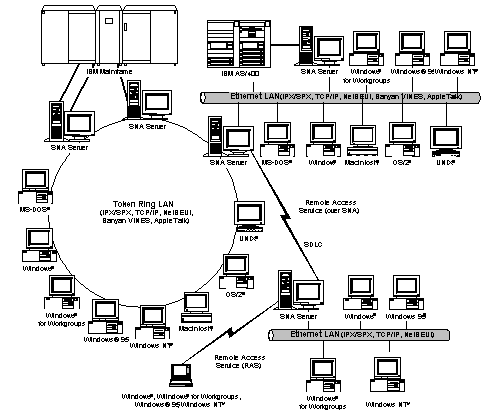 IBM Mainframe
IBM AS/400
SNA Server
Windows®
for Workgroups
Windows® 95
Windows NT®
Ethernet LAN (IPX/SPX, TCP/IP, NetBEUI, Banyan VINES, AppleTalk)
SNA Server
SNA Server
SNA Server
MS-DOS®
Windows®
Macintosh®
OS/2®
UNIX®
Token Ring LAN
(IPX/SPX, TCP/IP, NetBEUI,
Banyan VINES, AppleTalk)
MS-DOS®
Remote Access
Service (over SNA)
UNIX®
SDLC
Windows®
OS/2®
Windows®
for Workgroups
Windows® 95
Windows NT®
Macintosh®
SNA Server
Windows®
Windows 95®
Ethernet LAN (IPX/SPX, TCP/IP, NetBEUI)
Remote Access
Service (RAS)
Windows®, Windows® for Workgroups,
Windows® 95 Windows NT®
Windows®
for Workgroups
Windows NT®